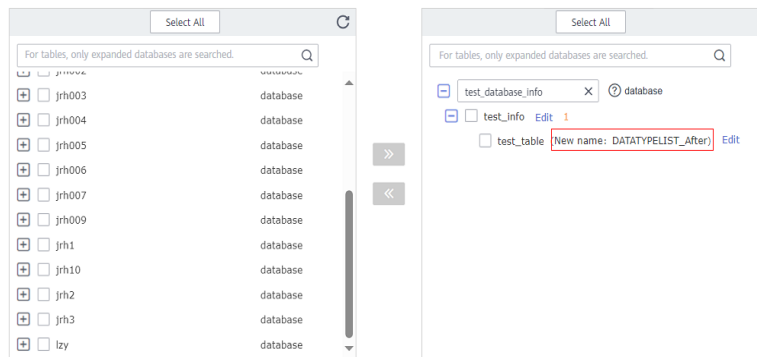 Select All
For tables, only expanded databases are searched.
jrh002 database
jrh003 database
jrh004 database
jrh005 database
jrh006 database
jrh007 database
jrh009 database
jrh1 database
jrh10 database
jrh2 database
jrh3 database
lzy database
Select All
For tables, only expanded databases are searched.
test_database_info database
test_info Edit 1
test_table (New name: DATATYPELIST_After) Edit